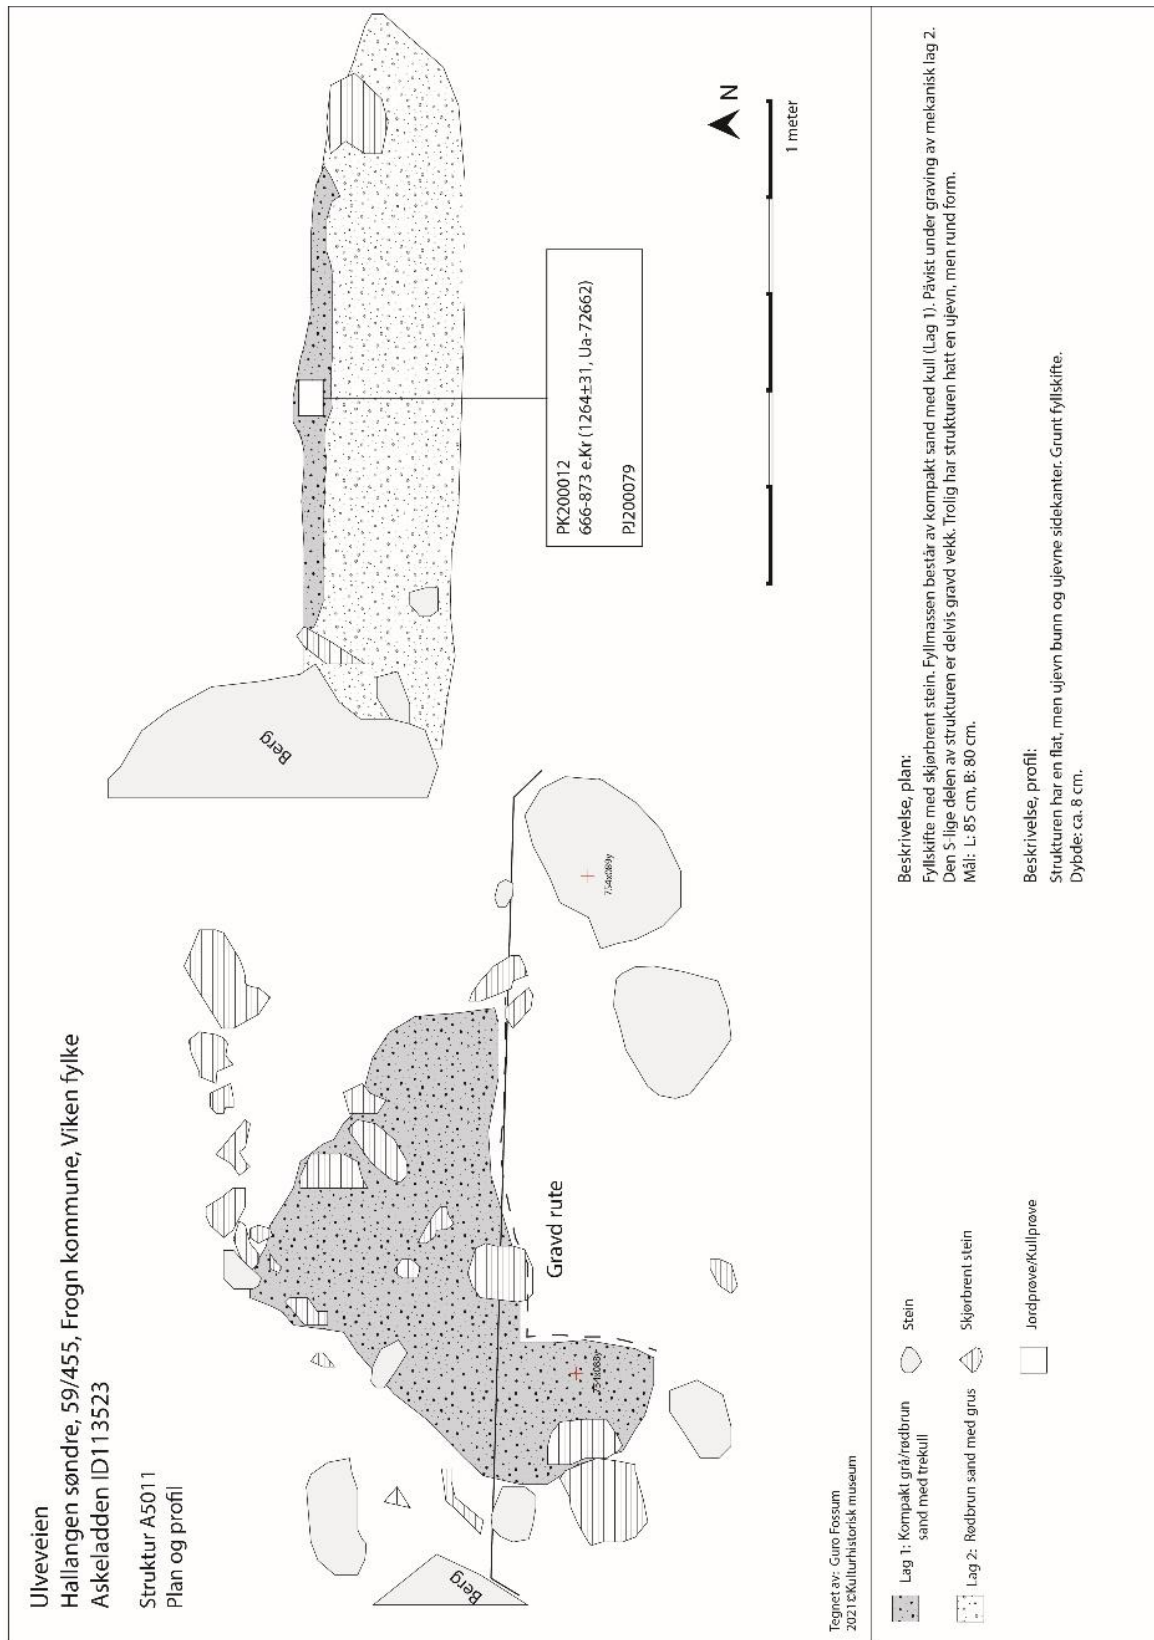 Ulveveien
Hallangen søndre, 59/455, Frogn kommune, Viken fylke
Askeladden ID113523
Struktur A5011
Plan og profil
Berg
Gravd rute
754x088y
754x089y
Berg
PK200012
666-873 e.Kr (1264±31, Ua-72662)
PJ200079
N
1 meter
Tegnet av: Guro Fossum
2021©Kulturhistorisk museum
Lag 1: Kompakt grå/rødbrun
sand med trekull
Lag 2: Rødbrun sand med grus
Stein
Skjørbrent stein
Jordprøve/Kullprøve
Beskrivelse, plan:
Fyllskifte med skjørbrent stein. Fyllmassen består av kompakt sand med kull (Lag 1). Påvist under graving av mekanisk lag 2.
Den S-lige delen av strukturen er delvis gravd vekk. Trolig har strukturen hatt en ujevn, men rund form.
Mål: L: 85 cm, B: 80 cm.
Beskrivelse, profil:
Strukturen har en flat, men ujevn bunn og ujevne sidekanter. Grunt fyllskifte.
Dybde: ca. 8 cm.